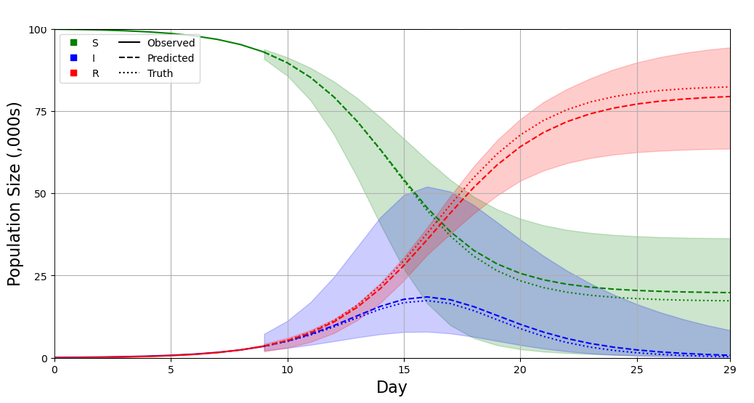 100
75
50
25
0
S
I
R
Observed
Predicted
Truth
Population Size (,000s)
0 5 10 15 20 25 29
Day